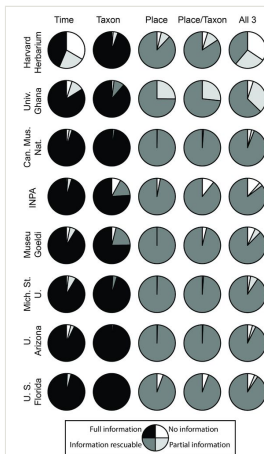 Time Taxon Place Place/Taxon All 3
Harvard
Herbarium
Univ.
Ghana
Can. Mus.
Nat.
INPA
Museu
Goeldi
Mich. St.
U.
U.
Arizona
U. S.
Florida
Full information No information
Information rescuable Partial information